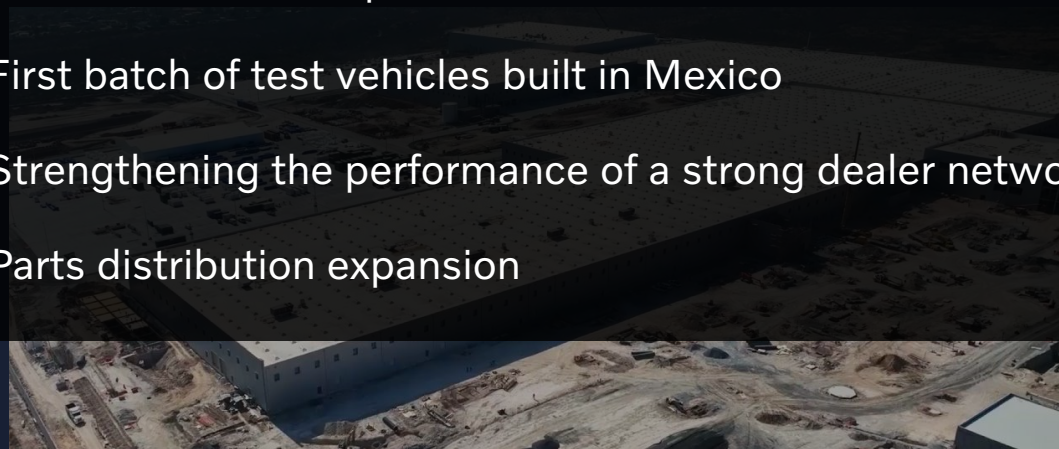 First batch of test vehicles built in Mexico
Strengthening the performance of a strong dealer netwo
Parts distribution expansion